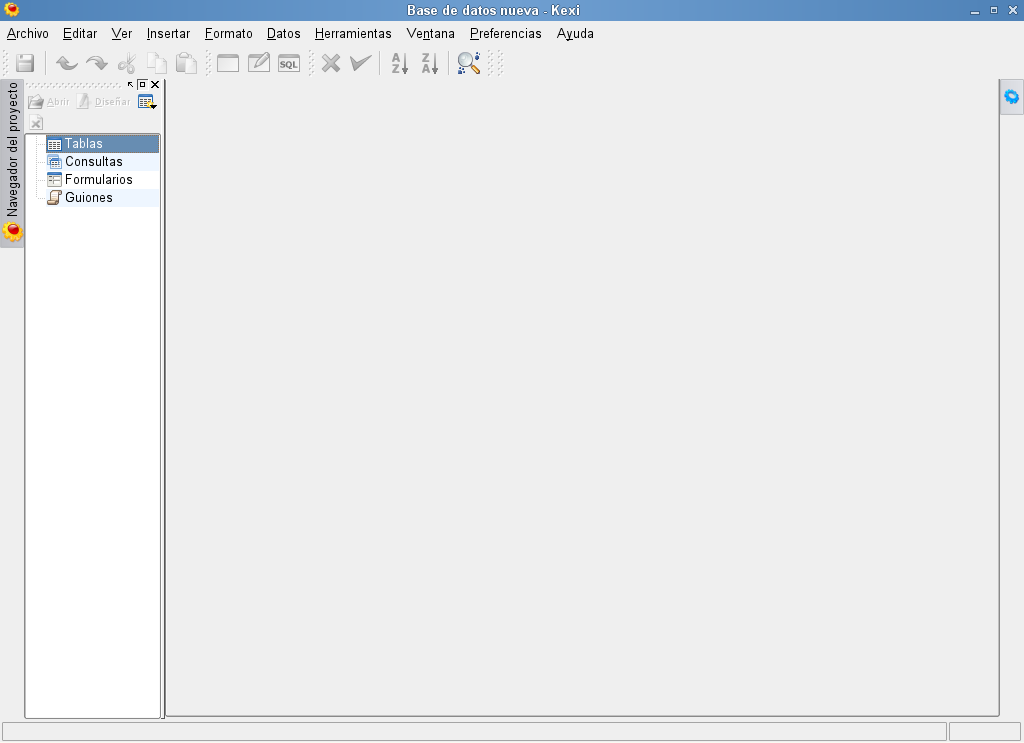 Base de datos nueva - Kexi
Archivo Editar Ver Insertar Formato Datos Herramientas Ventana Preferencias Ayuda
SQL
A Z Z A
Navegador del proyecto
Abrir Diseñar
Tablas
Consultas
Formularios
Guiones